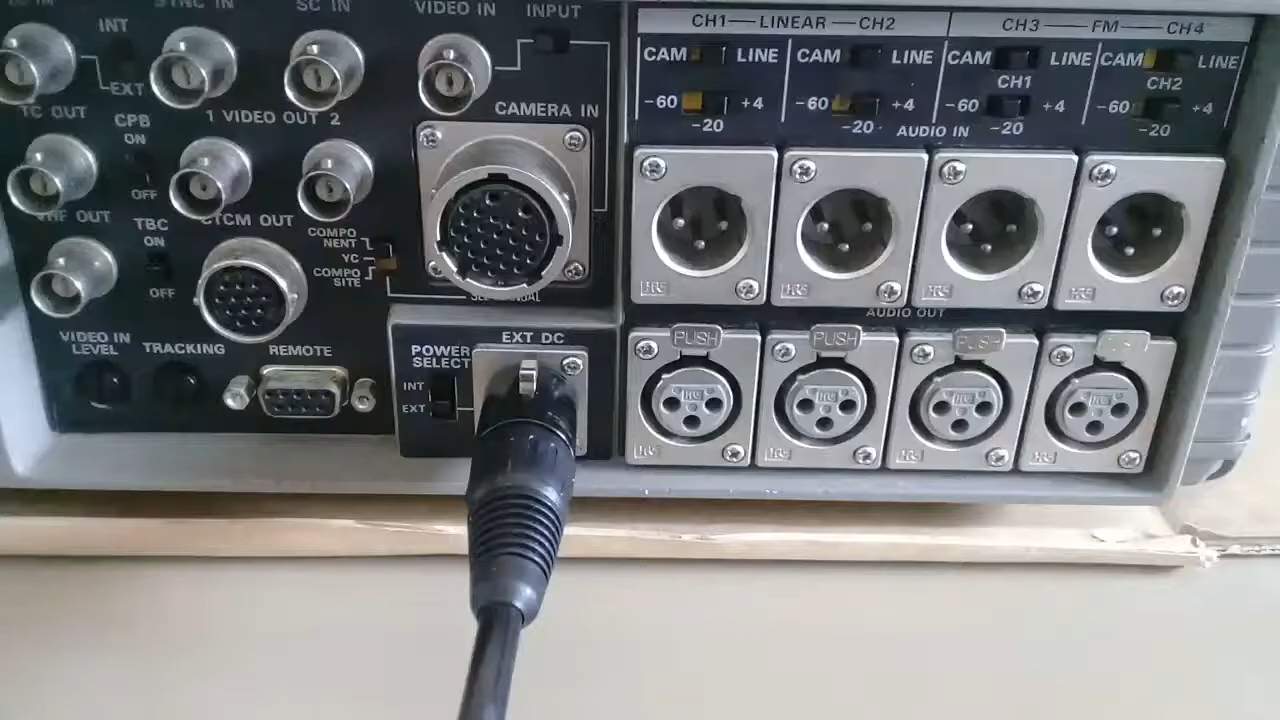 SYNC IN
SC IN
VIDEO IN
INPUT
INT
EXT
TC OUT
CPB
ON
OFF
1 VIDEO OUT 2
CAMERA IN
TBC
ON
OFF
COMPO
NENT
YC
COMPO
SITE
VIDEO IN
LEVEL
TRACKING
REMOTE
POWER
SELECT
INT
EXT
EXT DC
CH1 — LINEAR — CH2
CH3 — FM — CH4
CAM LINE
CAM LINE
CAM LINE
CAM LINE
CH1
CH2
-60 +4
-20
-60 +4
-20
-60 +4
-20
-60 +4
-20
AUDIO IN
AUDIO OUT
PUSH
PUSH
PUSH